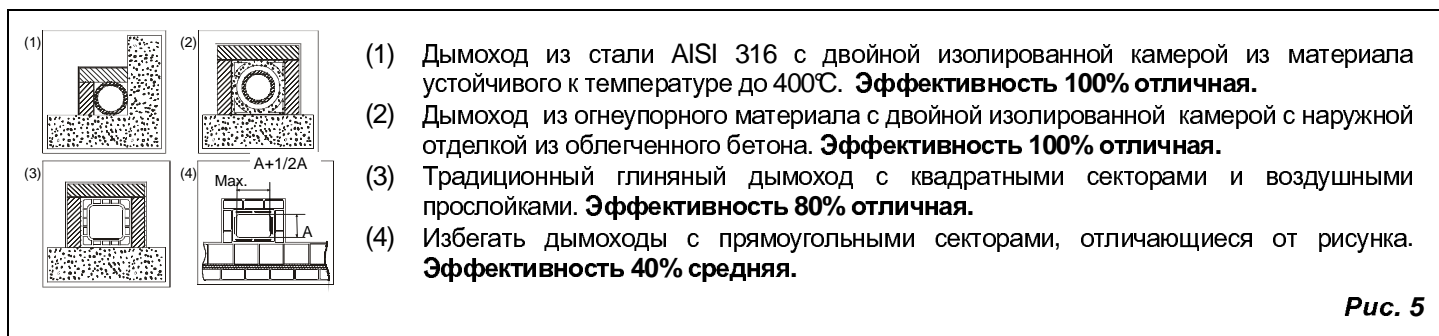 (1)
(2)
A+1/2A
(3)
(4)
Max.
A
(1) Дымоход из стали AISI 316 с двойной изолированной камерой из материала
устойчивого к температуре до 400°C. Эффективность 100% отличная.
(2) Дымоход из огнеупорного материала с двойной изолированной камерой с наружной
отделкой из облегченного бетона. Эффективность 100% отличная.
(3) Традиционный глиняный дымоход с квадратными секторами и воздушными
прослойками. Эффективность 80% отличная.
(4) Избегать дымоходы с прямоугольными секторами, отличающиеся от рисунка.
Эффективность 40% средняя.
Рис. 5